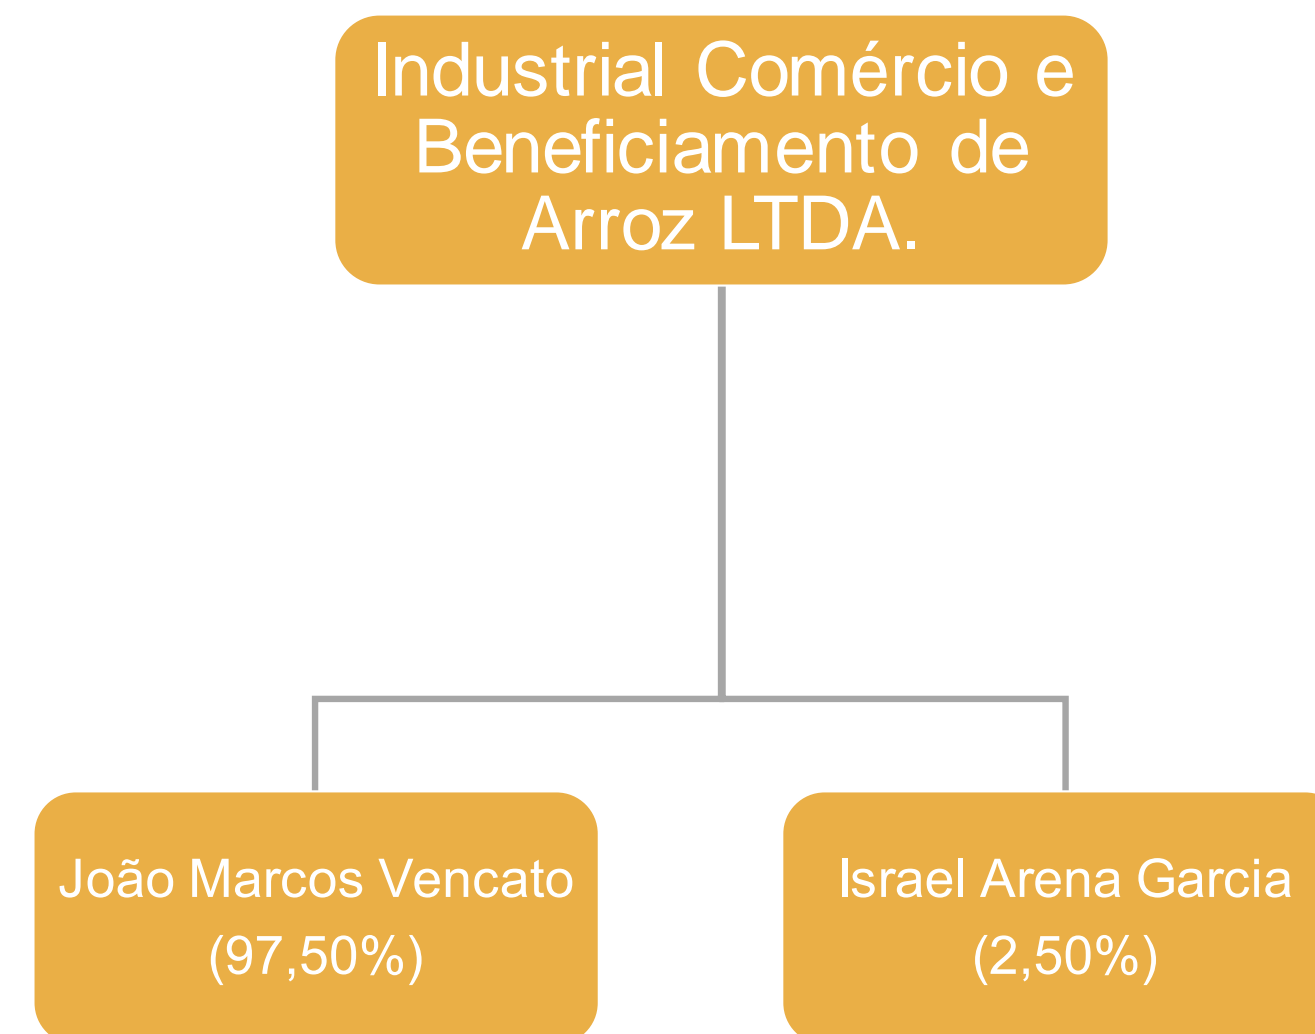 Industrial Comércio e
Beneficiamento de
Arroz LTDA.
João Marcos Vencato
(97,50%)
Israel Arena Garcia
(2,50%)